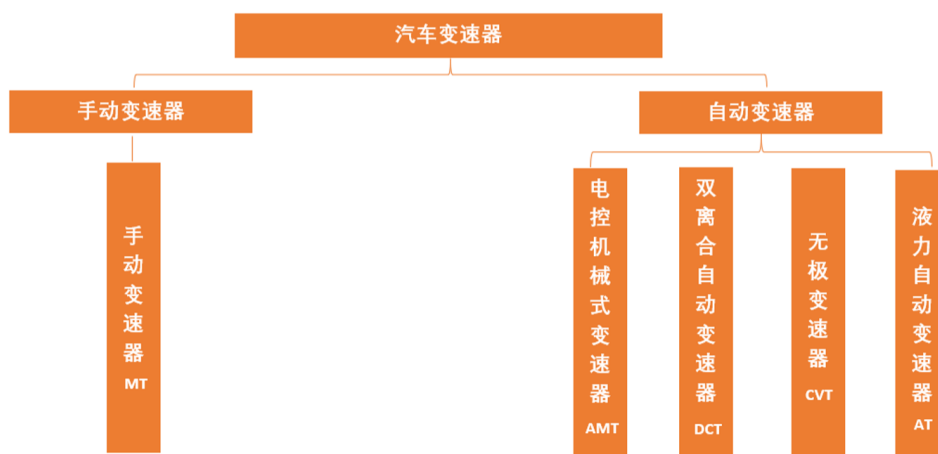 汽车变速器
手动变速器
自动变速器
手动变速器
MT
电控机械式变速器
AMT
双离合自动变速器
DCT
无极变速器
CVT
液力自动变速器
AT